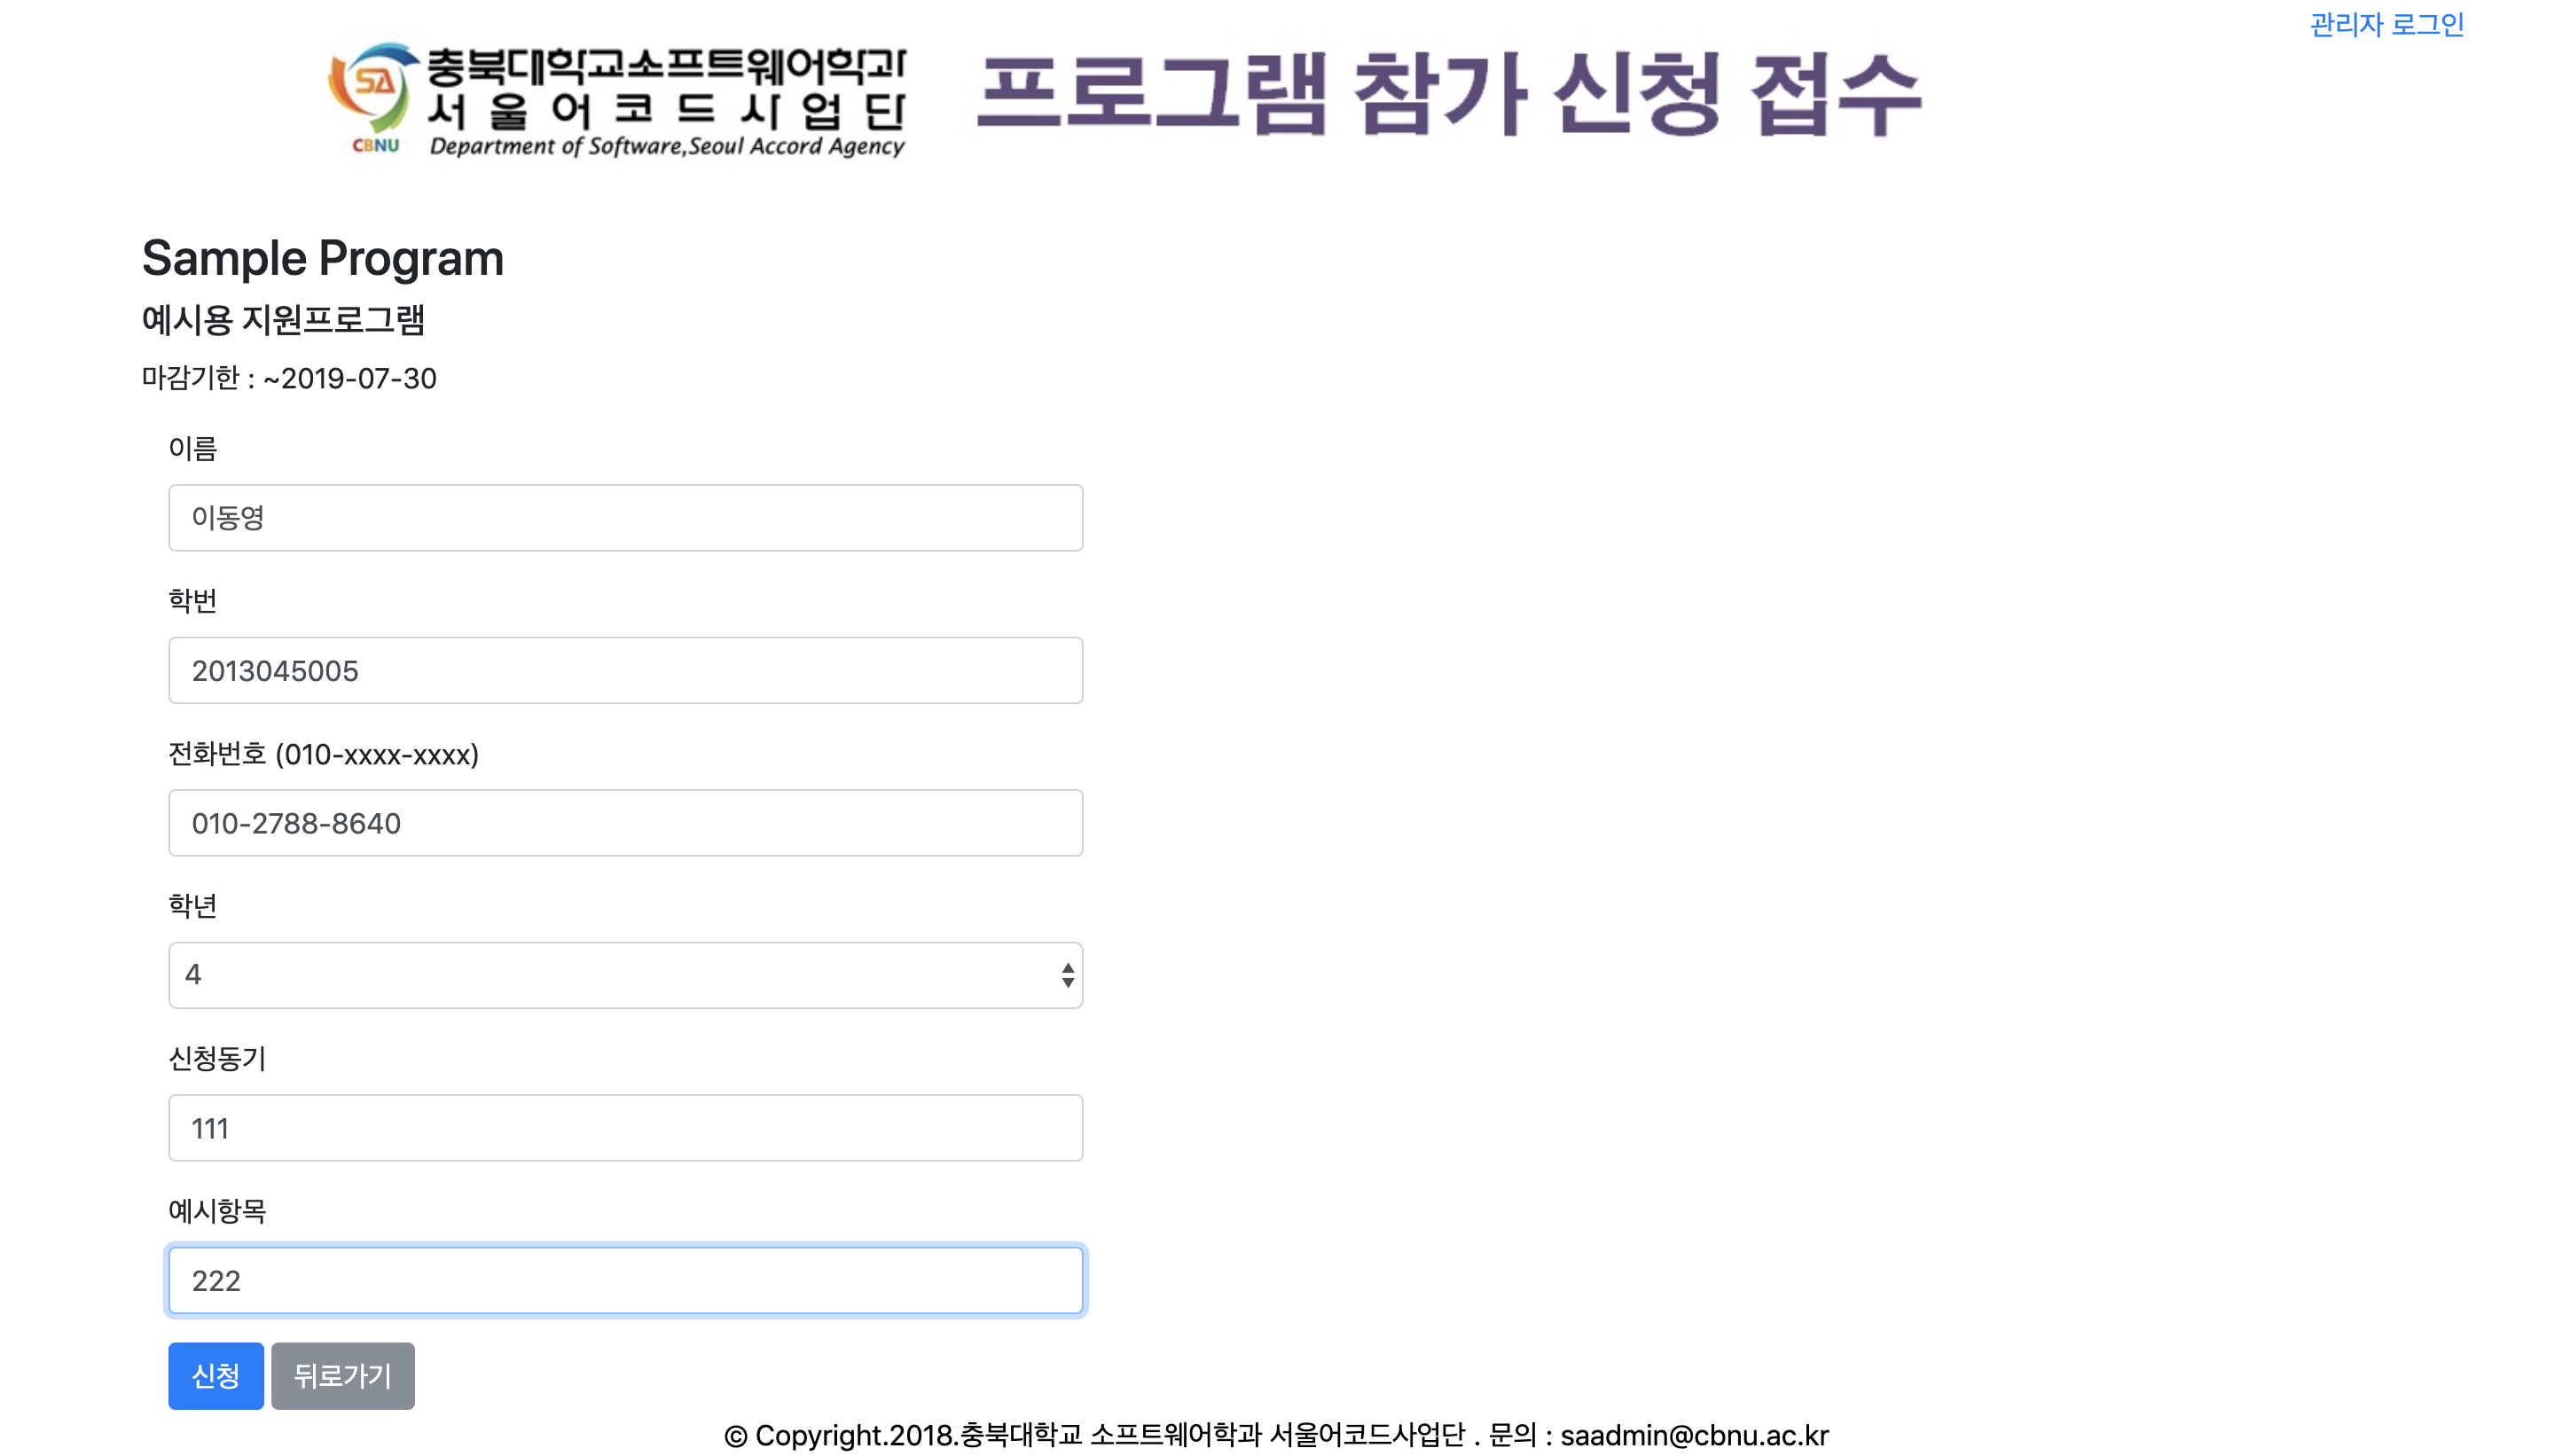 관리자 로그인
SA
CBNU
충북대학교소프트웨어학과
서울어코드사업단
Department of Software,Seoul Accord Agency
프로그램 참가 신청 접수
Sample Program
예시용 지원프로그램
마감기한 : ~2019-07-30
이름
이동영
학번
2013045005
전화번호 (010-xxxx-xxxx)
010-2788-8640
학년
4
신청동기
111
예시항목
222
신청 뒤로가기
© Copyright.2018.충북대학교 소프트웨어학과 서울어코드사업단 . 문의 : saadmin@cbnu.ac.kr